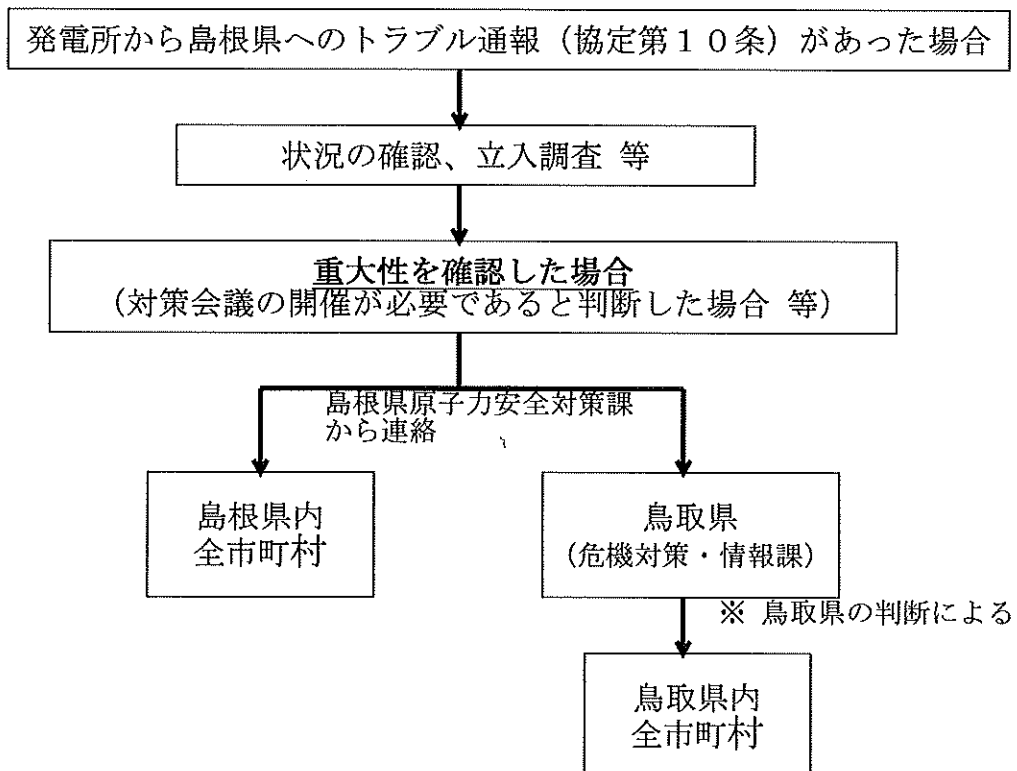 発電所から島根県へのトラブル通報（協定第１０条）があった場合
状況の確認、立入調査 等
重大性を確認した場合
（対策会議の開催が必要であると判断した場合 等）
島根県原子力安全対策課
から連絡
島根県内
全市町村
鳥取県
（危機対策・情報課）
※ 鳥取県の判断による
鳥取県内
全市町村